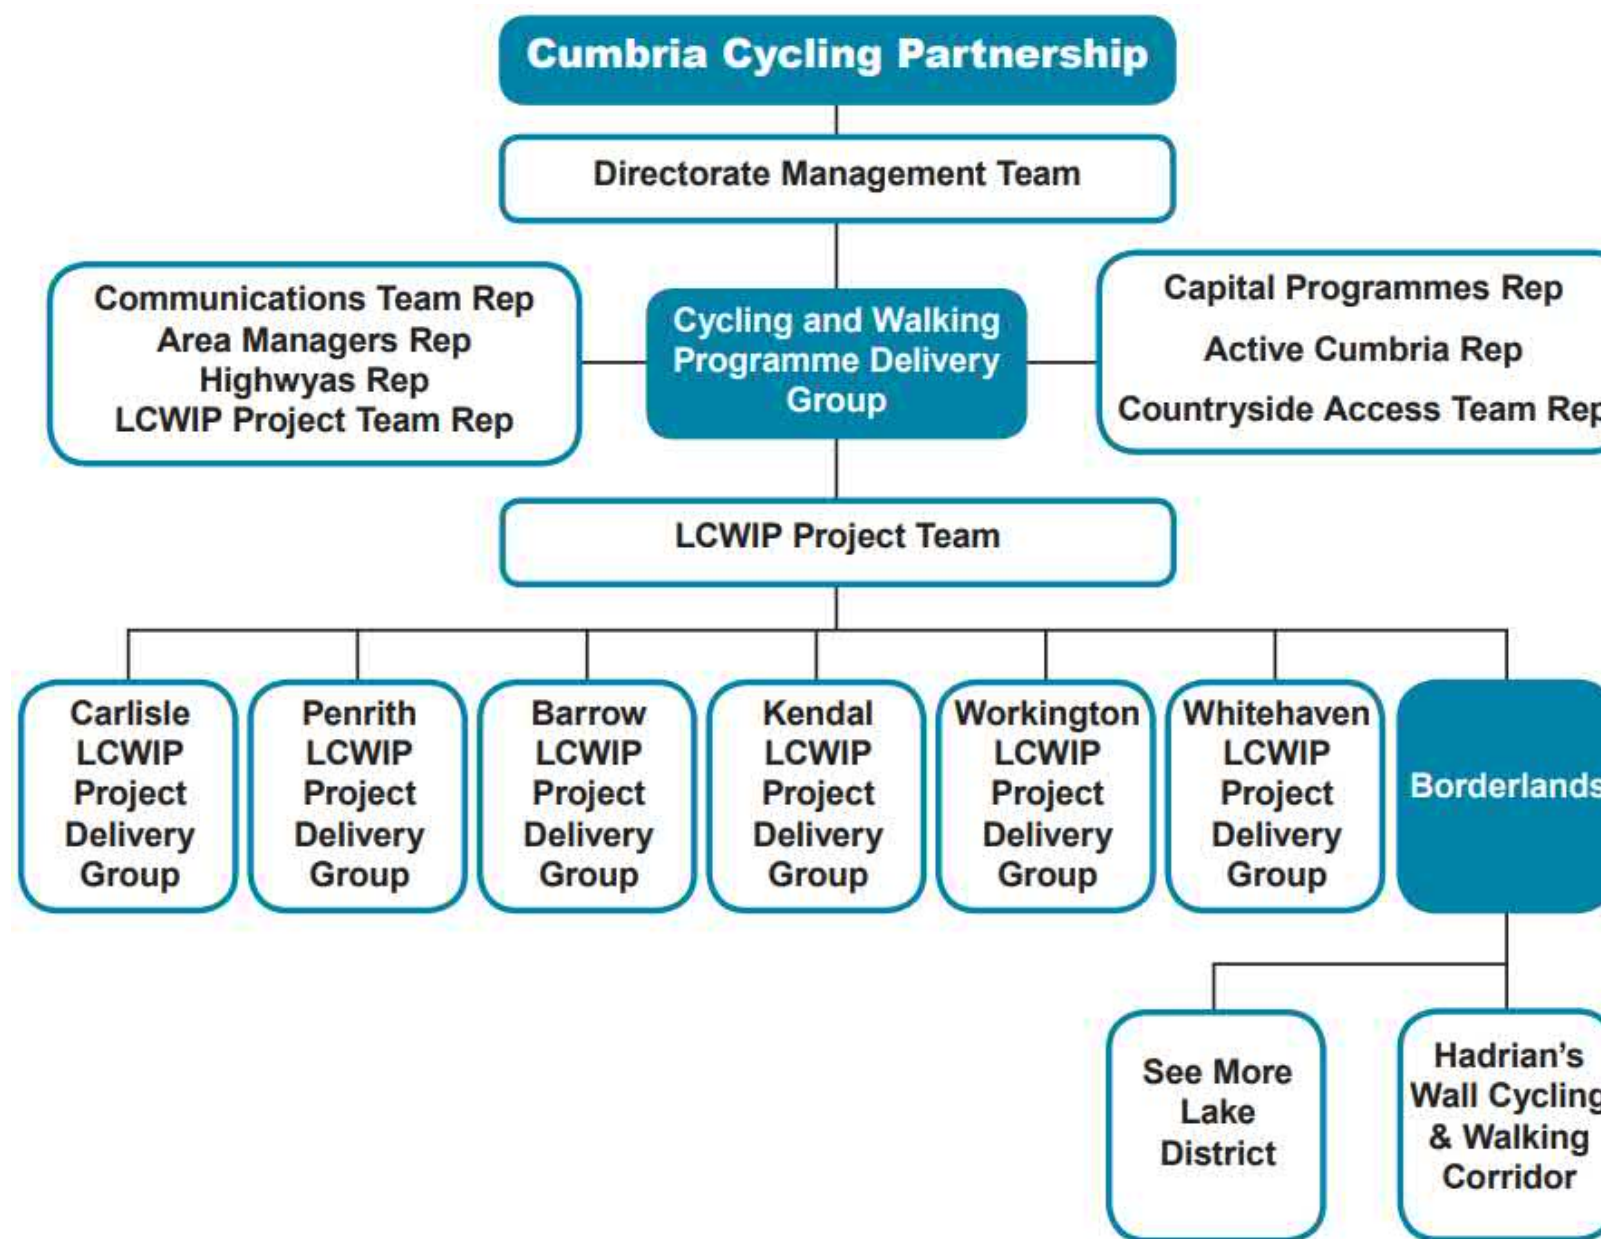 Cumbria Cycling Partnership
Directorate Management Team
Communications Team Rep
Area Managers Rep
Highwyas Rep
LCWIP Project Team Rep
Cycling and Walking
Programme Delivery
Group
Capital Programmes Rep
Active Cumbria Rep
Countryside Access Team Rep
LCWIP Project Team
Carlisle
LCWIP
Project
Delivery
Group
Penrith
LCWIP
Project
Delivery
Group
Barrow
LCWIP
Project
Delivery
Group
Kendal
LCWIP
Project
Delivery
Group
Workington
LCWIP
Project
Delivery
Group
Whitehaven
LCWIP
Project
Delivery
Group
Borderlands
See More
Lake
District
Hadrian’s
Wall Cycling
& Walking
Corridor